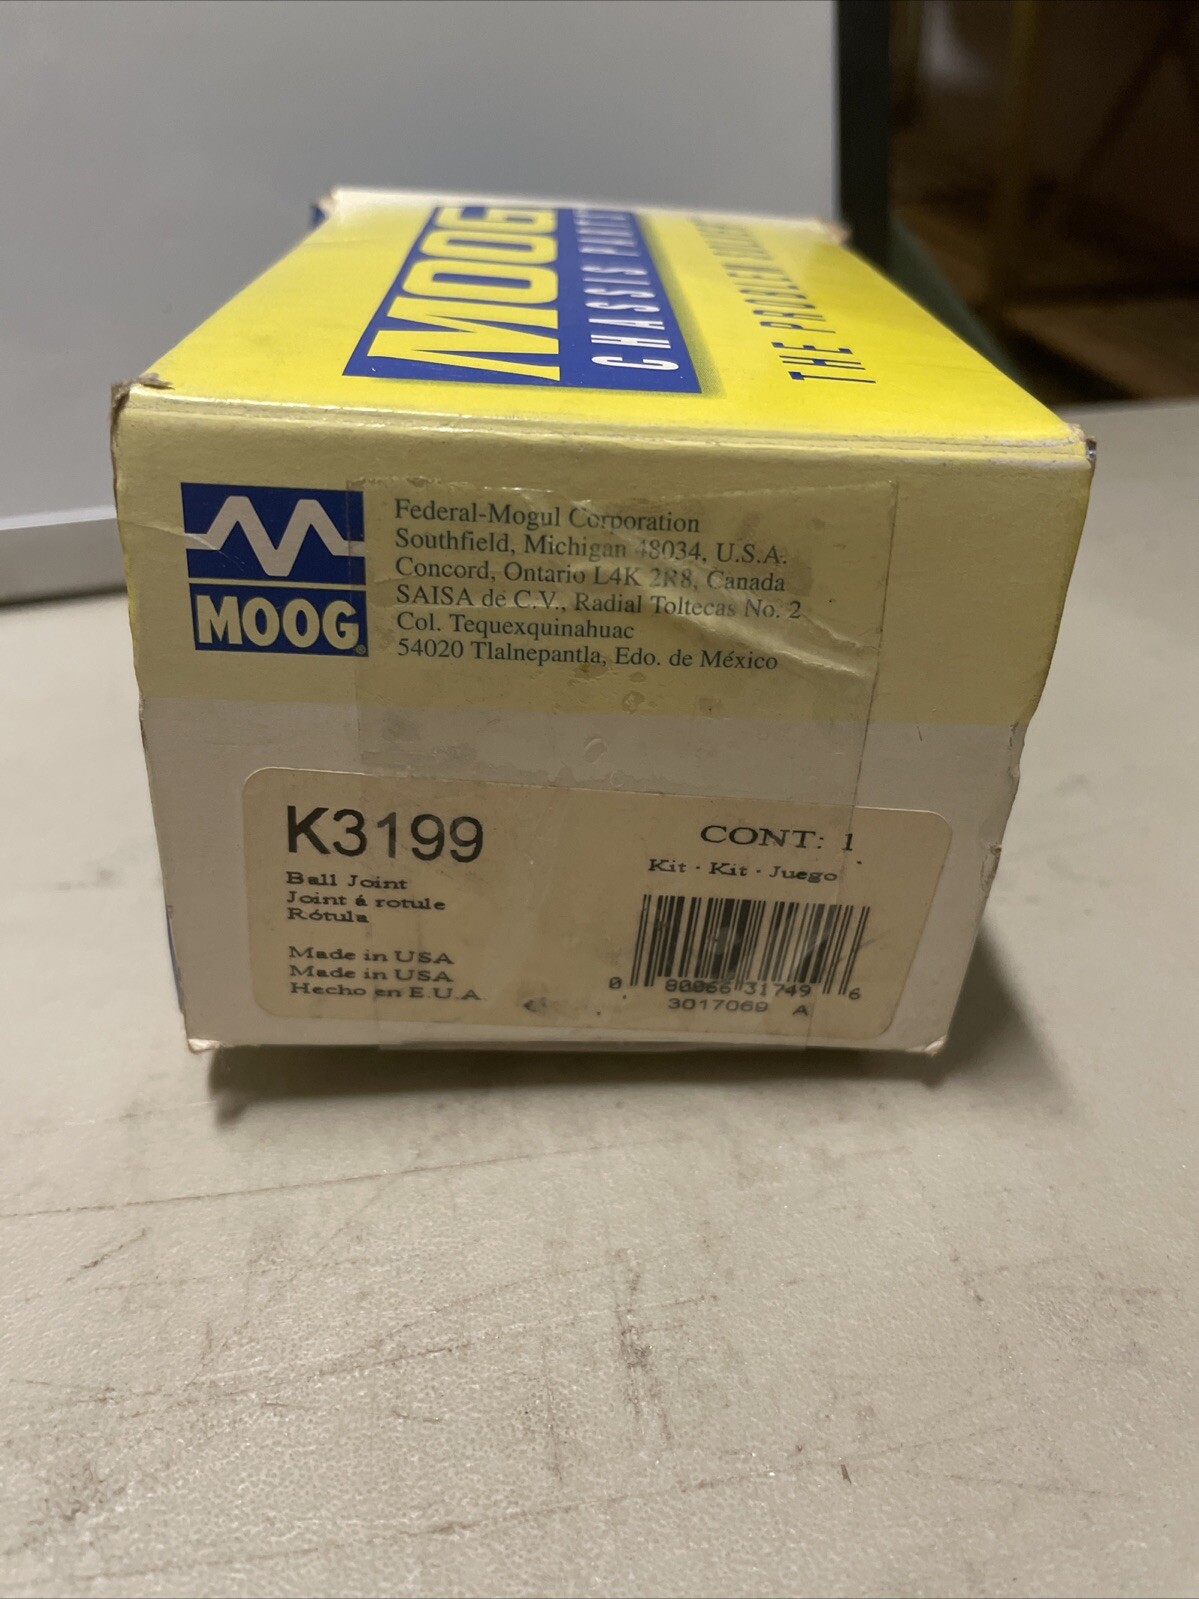 MOOG
CHASSIS PARTS
THE PROBLEM SOLVER
MOOG®
Federal-Mogul Corporation
Southfield, Michigan 48034, U.S.A.
Concord, Ontario L4K 2R8, Canada
SAISA de C.V., Radial Toltecas No. 2
Col. Tequexquinahuac
54020 Tlalnepantla, Edo. de México
K3199
Ball Joint
Joint á rotule
Rótula
Made in USA
Made in USA
Hecho en E.U.A.
CONT: 1
Kit · Kit · Juego
0 80066 31749 6
3017069 A